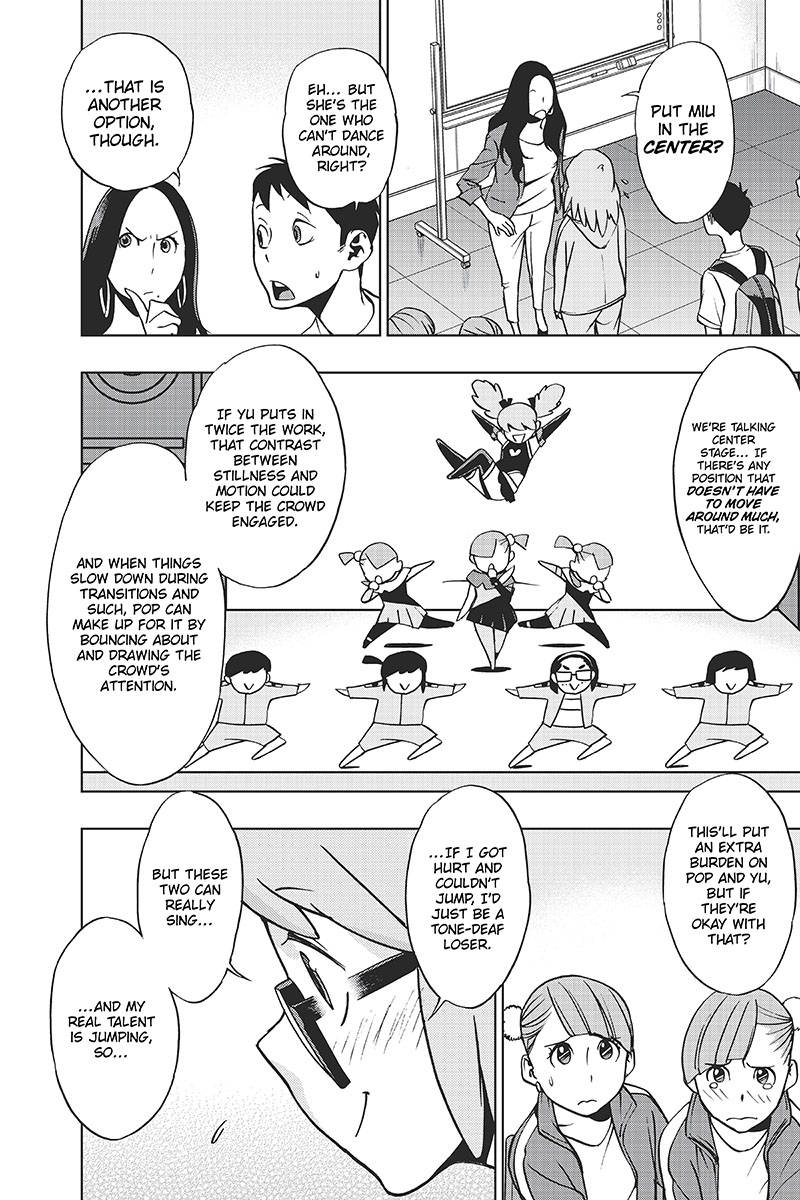 PUT MIU
IN THE
CENTER?
EH... BUT
SHE'S THE
ONE WHO
CAN'T DANCE
AROUND,
RIGHT?
...THAT IS
ANOTHER
OPTION,
THOUGH.
WE'RE TALKING
CENTER
STAGE... IF
THERE'S ANY
POSITION THAT
DOESN'T HAVE
TO MOVE
AROUND MUCH,
THAT'D BE IT.
IF YU PUTS IN
TWICE THE WORK,
THAT CONTRAST
BETWEEN
STILLNESS AND
MOTION COULD
KEEP THE CROWD
ENGAGED.
AND WHEN THINGS
SLOW DOWN DURING
TRANSITIONS AND
SUCH, POP CAN
MAKE UP FOR IT BY
BOUNCING ABOUT
AND DRAWING THE
CROWD'S
ATTENTION.
THIS'LL PUT
AN EXTRA
BURDEN ON
POP AND YU,
BUT IF
THEY'RE
OKAY WITH
THAT?
...IF I GOT
HURT AND
COULDN'T
JUMP, I'D
JUST BE A
TONE-DEAF
LOSER.
BUT THESE
TWO CAN
REALLY
SING...
...AND MY
REAL TALENT
IS JUMPING,
SO...